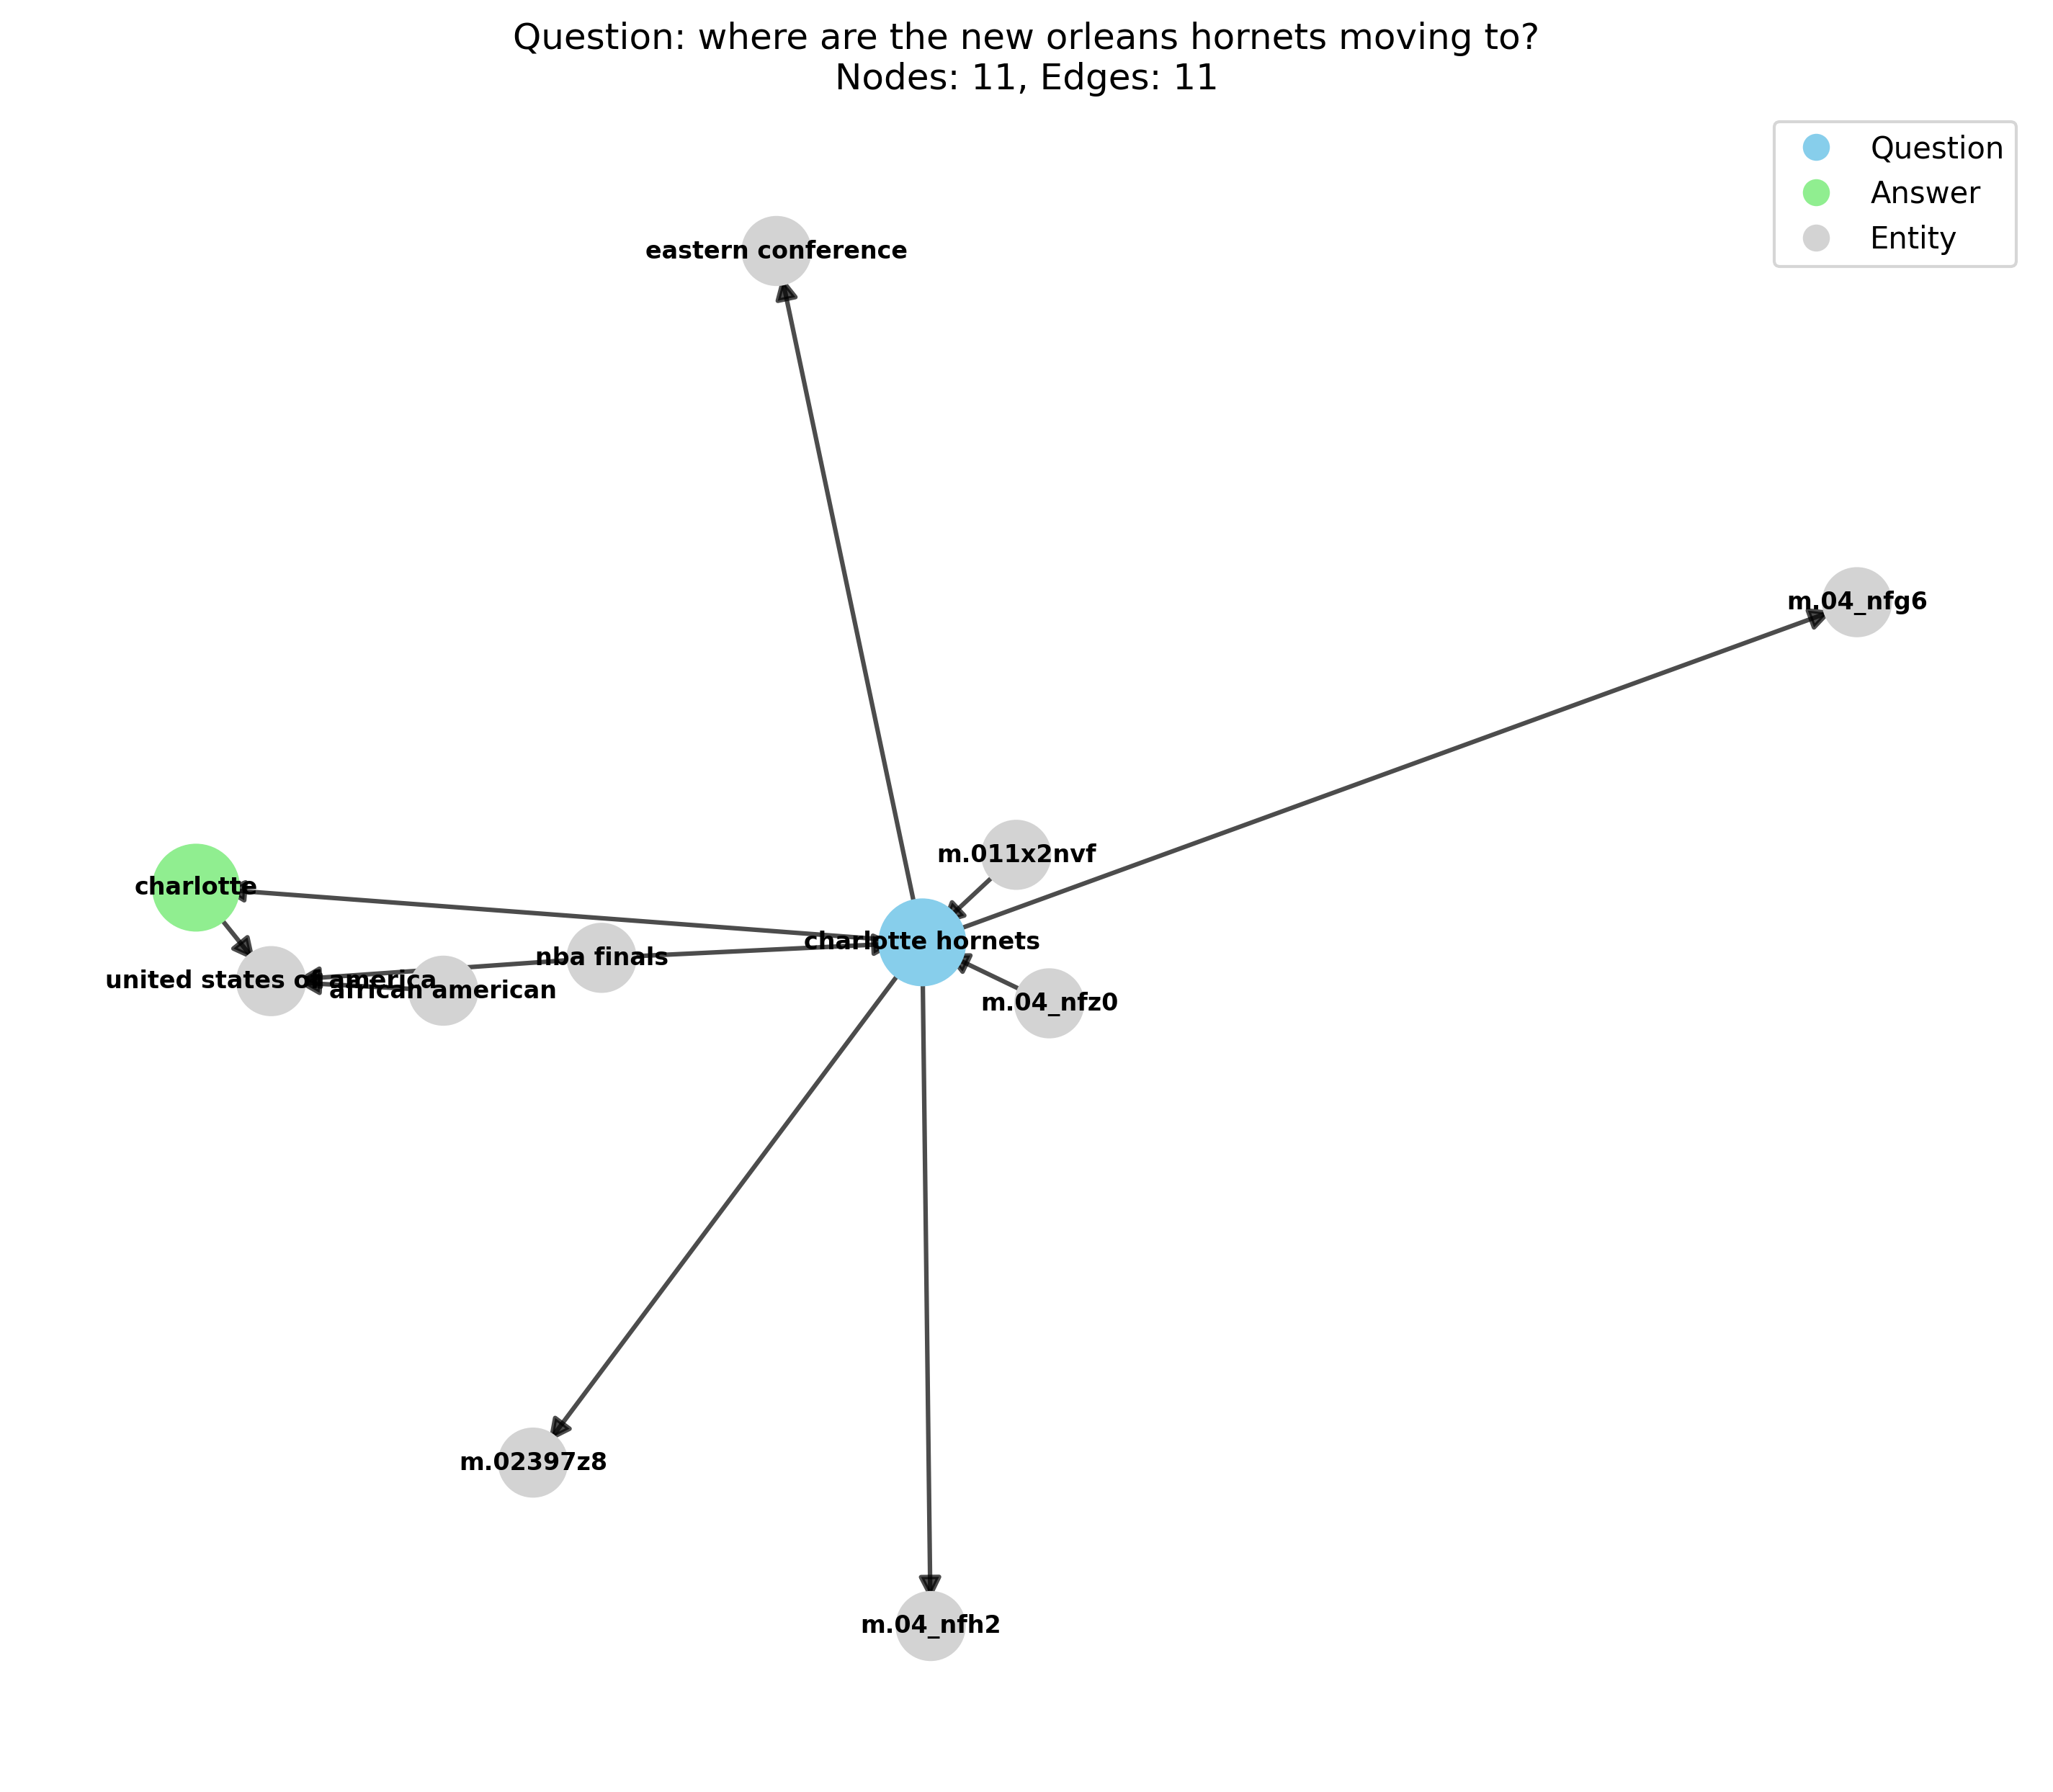 Question: where are the new orleans hornets moving to?
Nodes: 11, Edges: 11
Question
Answer
Entity
eastern conference
m.04_nfg6
m.011x2nvf
charlotte
charlotte hornets
nba finals
united states of america
african american
m.04_nfz0
m.02397z8
m.04_nfh2